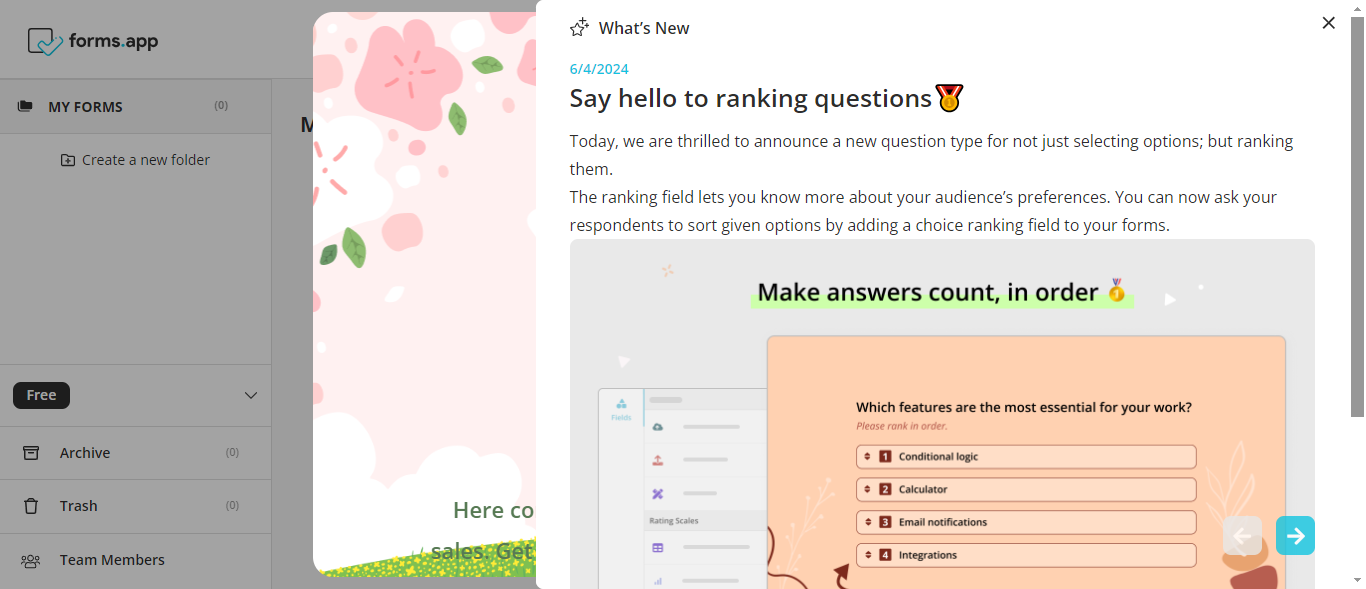 forms.app
What's New
6/4/2024
Say hello to ranking questions
MY FORMS (0)
M
Today, we are thrilled to announce a new question type for not just selecting options; but ranking
them.
Create a new folder
The ranking field lets you know more about your audience's preferences. You can now ask your
respondents to sort given options by adding a choice ranking field to your forms.
Make answers count, in order
Free
Fields
Which features are the most essential for your work?
Please rank in order.
1 Conditional logic
2 Calculator
3 Email notifications
4 Integrations
Rating Scales
Archive (0)
Trash (0)
Team Members
Here co
sales. Get